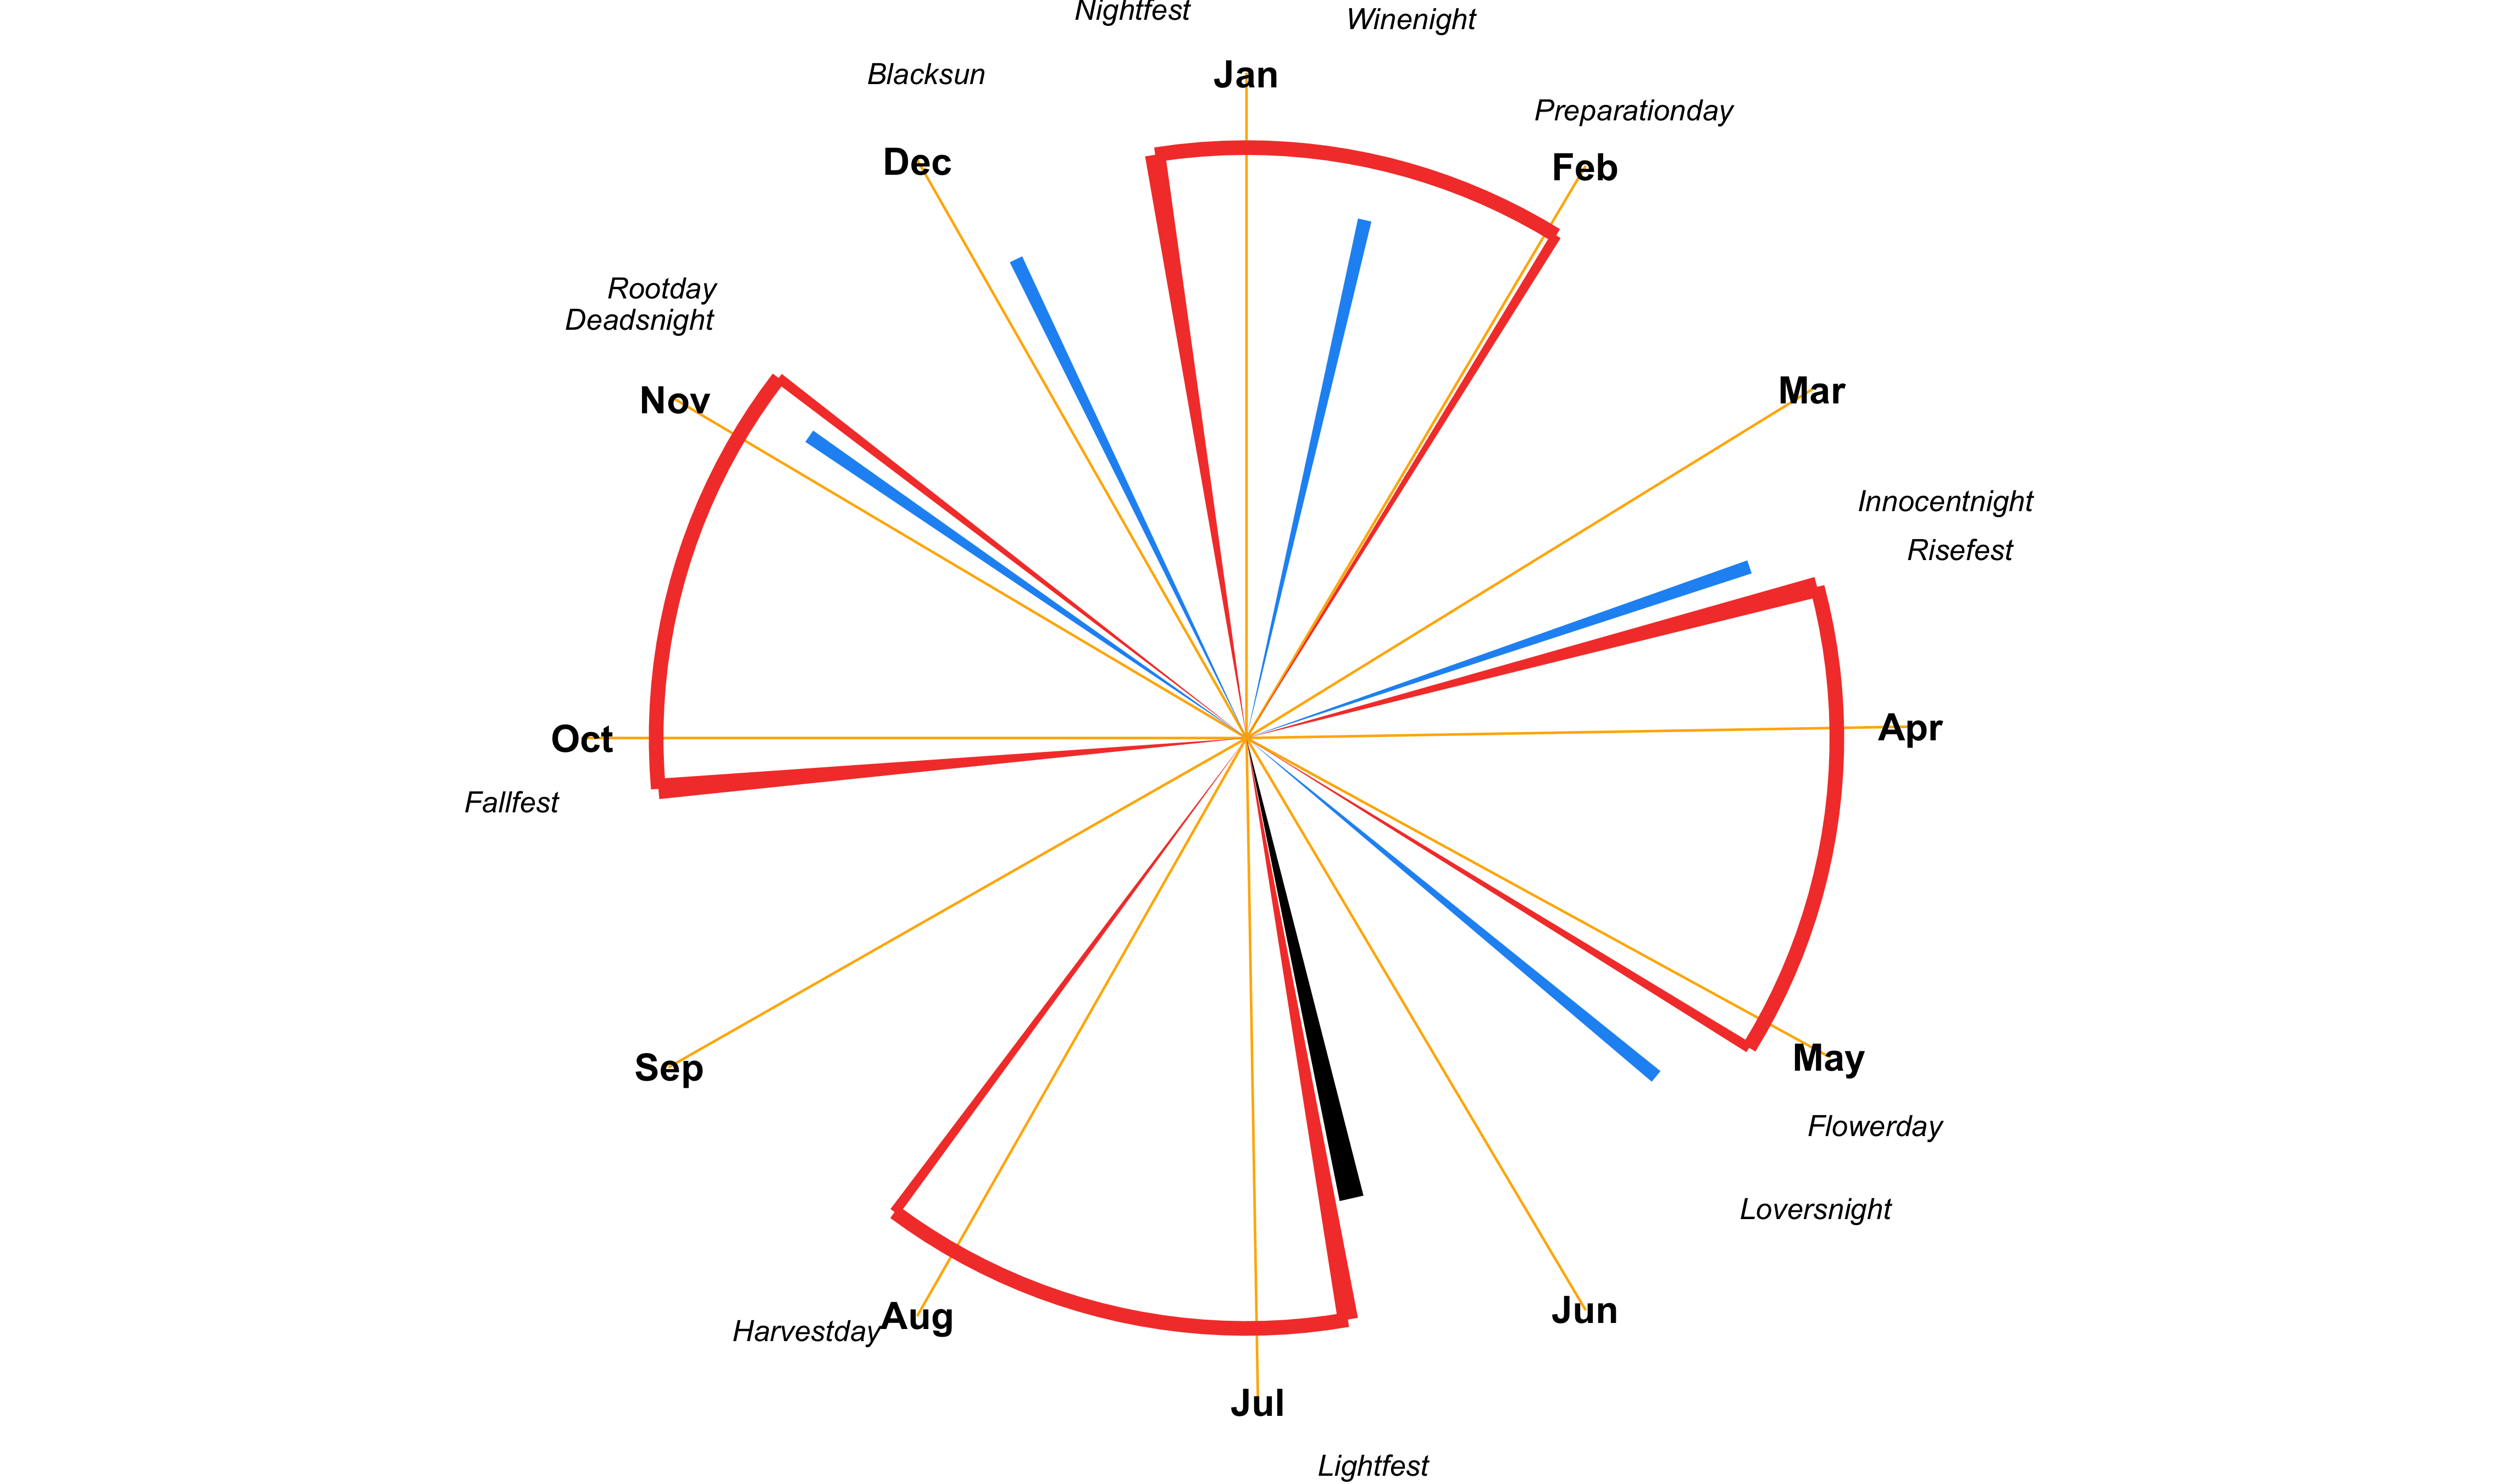 Nightfest
Winenight
Blacksun
Jan
Preparationday
Dec
Feb
Rootday
Deadsnight
Mar
Nov
Innocentnight
Risefest
Apr
Oct
Fallfest
May
Sep
Flowerday
Loversnight
Jun
Aug
Harvestday
Jul
Lightfest